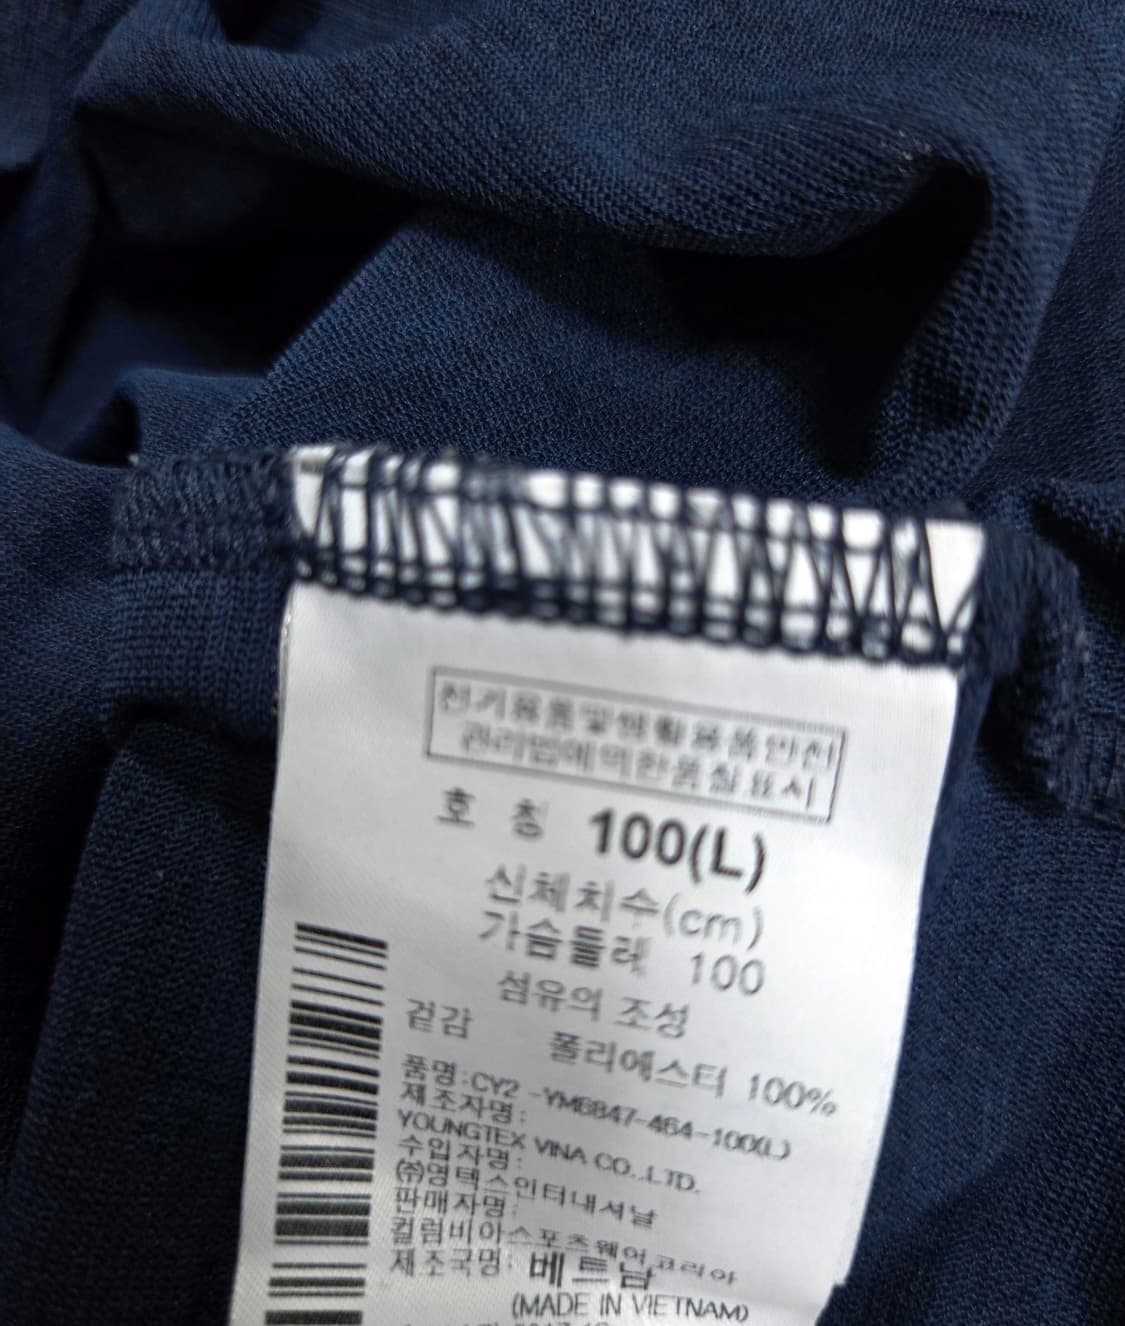 전기용품및생활용품안전
관리법에의한품질표시
호 칭 100(L)
신체치수(cm)
가슴둘레 100
섬유의 조성
겉감 폴리에스터 100%
품명:CY2 -YM6847-464-100(L)
제조자명:
YOUNGTEX VINA CO.,LTD.
수입자명:
㈜영텍스인터내셔날
판매자명:
컬럼비아스포츠웨어코리아
제조국명: 베트남
(MADE IN VIETNAM)